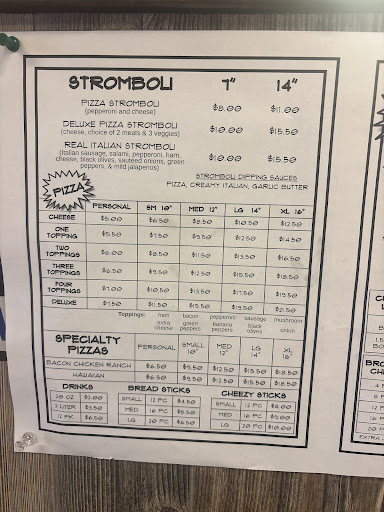 STROMBOLI 7" 14"
PIZZA STROMBOLI $8.00 $11.00
(pepperoni and cheese)
DELUXE PIZZA STROMBOLI $10.00 $15.50
(cheese, choice of 2 meats & 3 veggies)
REAL ITALIAN STROMBOLI $10.00 $15.50
(Italian sausage, salami, pepperoni, ham,
cheese, black olives, sauteed onions, green
peppers, & mild jalapenos)
STROMBOLI DIPPING SAUCES
PIZZA, CREAMY ITALIAN, GARLIC BUTTER
PIZZA
PERSONAL SM 10" MED 12" LG 14" XL 16"
CHEESE $5.00 $6.50 $8.50 $10.50 $12.50
ONE TOPPING $5.50 $7.50 $9.50 $12.50 $14.50
TWO TOPPINGS $6.00 $8.50 $11.50 $13.50 $16.50
THREE TOPPINGS $6.50 $9.50 $12.50 $15.50 $18.50
FOUR TOPPINGS $7.00 $10.50 $13.50 $17.50 $19.50
DELUXE $7.50 $11.50 $15.50 $19.50 $21.50
Toppings: ham bacon pepperoni sausage mushroom
extra cheese green peppers banana peppers black olives onion
SPECIALTY PIZZAS PERSONAL SMALL 10" MED 12" LG 14" XL 16"
BACON CHICKEN RANCH $6.50 $9.50 $12.50 $15.50 $18.50
HAWAIIAN $6.50 $9.50 $12.50 $15.50 $18.50
DRINKS
20 OZ $2.00
2 LITER $3.50
12 PK $6.50
BREAD STICKS
SMALL 12 PC $4.50
MED 16 PC $5.50
LG 20 PC $6.50
CHEEZY STICKS
SMALL 12 PC $8.00
MED 16 PC $9.00
LG 20 PC $10.00